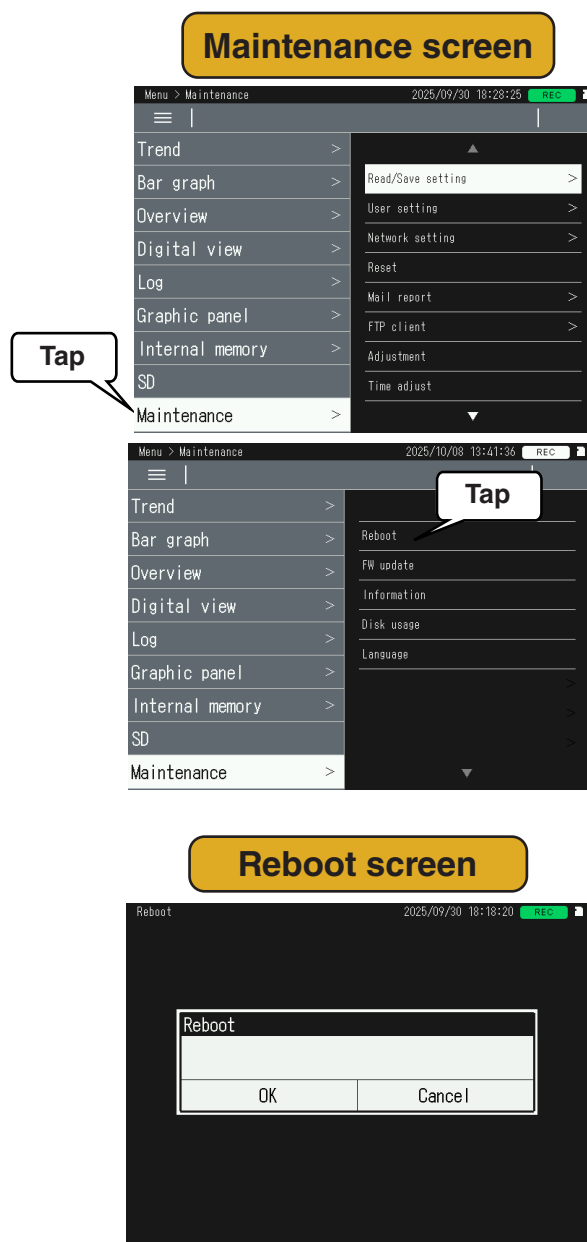 Maintenance screen
Menu > Maintenance 2025/09/30 18:28:25 REC
Trend >
Bar graph >
Overview >
Digital view >
Log >
Graphic panel >
Internal memory >
SD
Maintenance >
Read/Save setting >
User setting >
Network setting >
Reset
Mail report >
FTP client >
Adjustment
Time adjust
Tap
Menu > Maintenance 2025/10/08 13:41:36 REC
Trend >
Bar graph >
Overview >
Digital view >
Log >
Graphic panel >
Internal memory >
SD
Maintenance >
Tap
Reboot
FW update
Information
Disk usage
Language
>
>
>
Reboot screen
Reboot 2025/09/30 18:18:20 REC
Reboot
OK Cancel